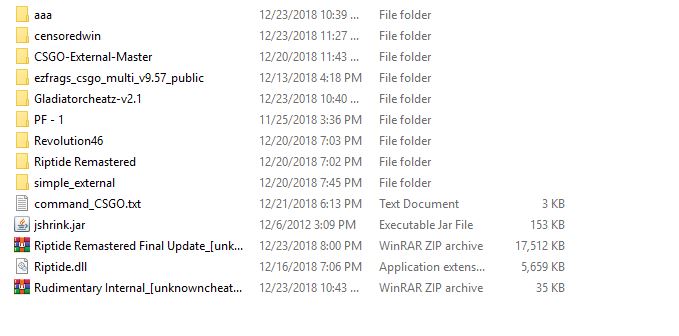 aaa 12/23/2018 10:39 ... File folder
censoredwin 12/23/2018 11:27 ... File folder
CSGO-External-Master 12/20/2018 11:43 ... File folder
ezfrags_csgo_multi_v9.57_public 12/13/2018 4:18 PM File folder
Gladiatorcheatz-v2.1 12/23/2018 10:40 ... File folder
PF - 1 11/25/2018 3:36 PM File folder
Revolution46 12/20/2018 7:03 PM File folder
Riptide Remastered 12/20/2018 7:02 PM File folder
simple_external 12/20/2018 7:45 PM File folder
command_CSGO.txt 12/21/2018 6:13 PM Text Document 3 KB
jshrink.jar 12/6/2012 3:09 PM Executable Jar File 153 KB
Riptide Remastered Final Update_[unk... 12/23/2018 8:00 PM WinRAR ZIP archive 17,512 KB
Riptide.dll 12/16/2018 7:06 PM Application extens... 5,659 KB
Rudimentary Internal_[unknowncheat... 12/23/2018 10:43 ... WinRAR ZIP archive 35 KB